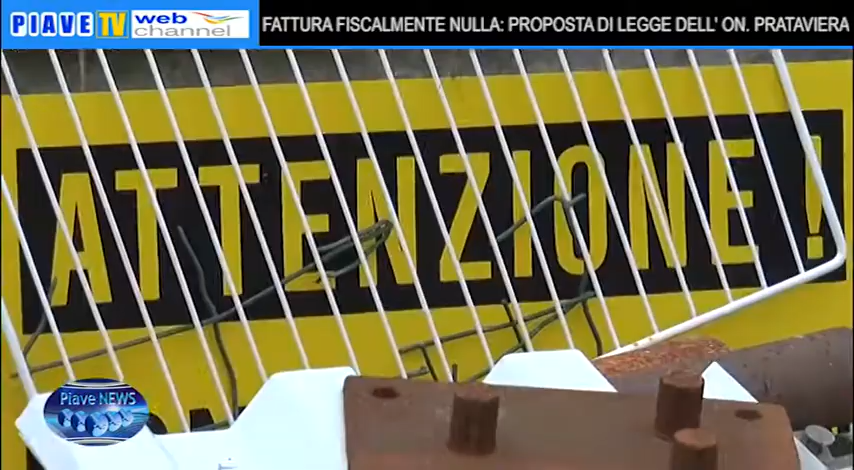 PIAVE TV web channel
FATTURA FISCALMENTE NULLA: PROPOSTA DI LEGGE DELL' ON. PRATAVIERA
ATTENZIONE !
Piave NEWS